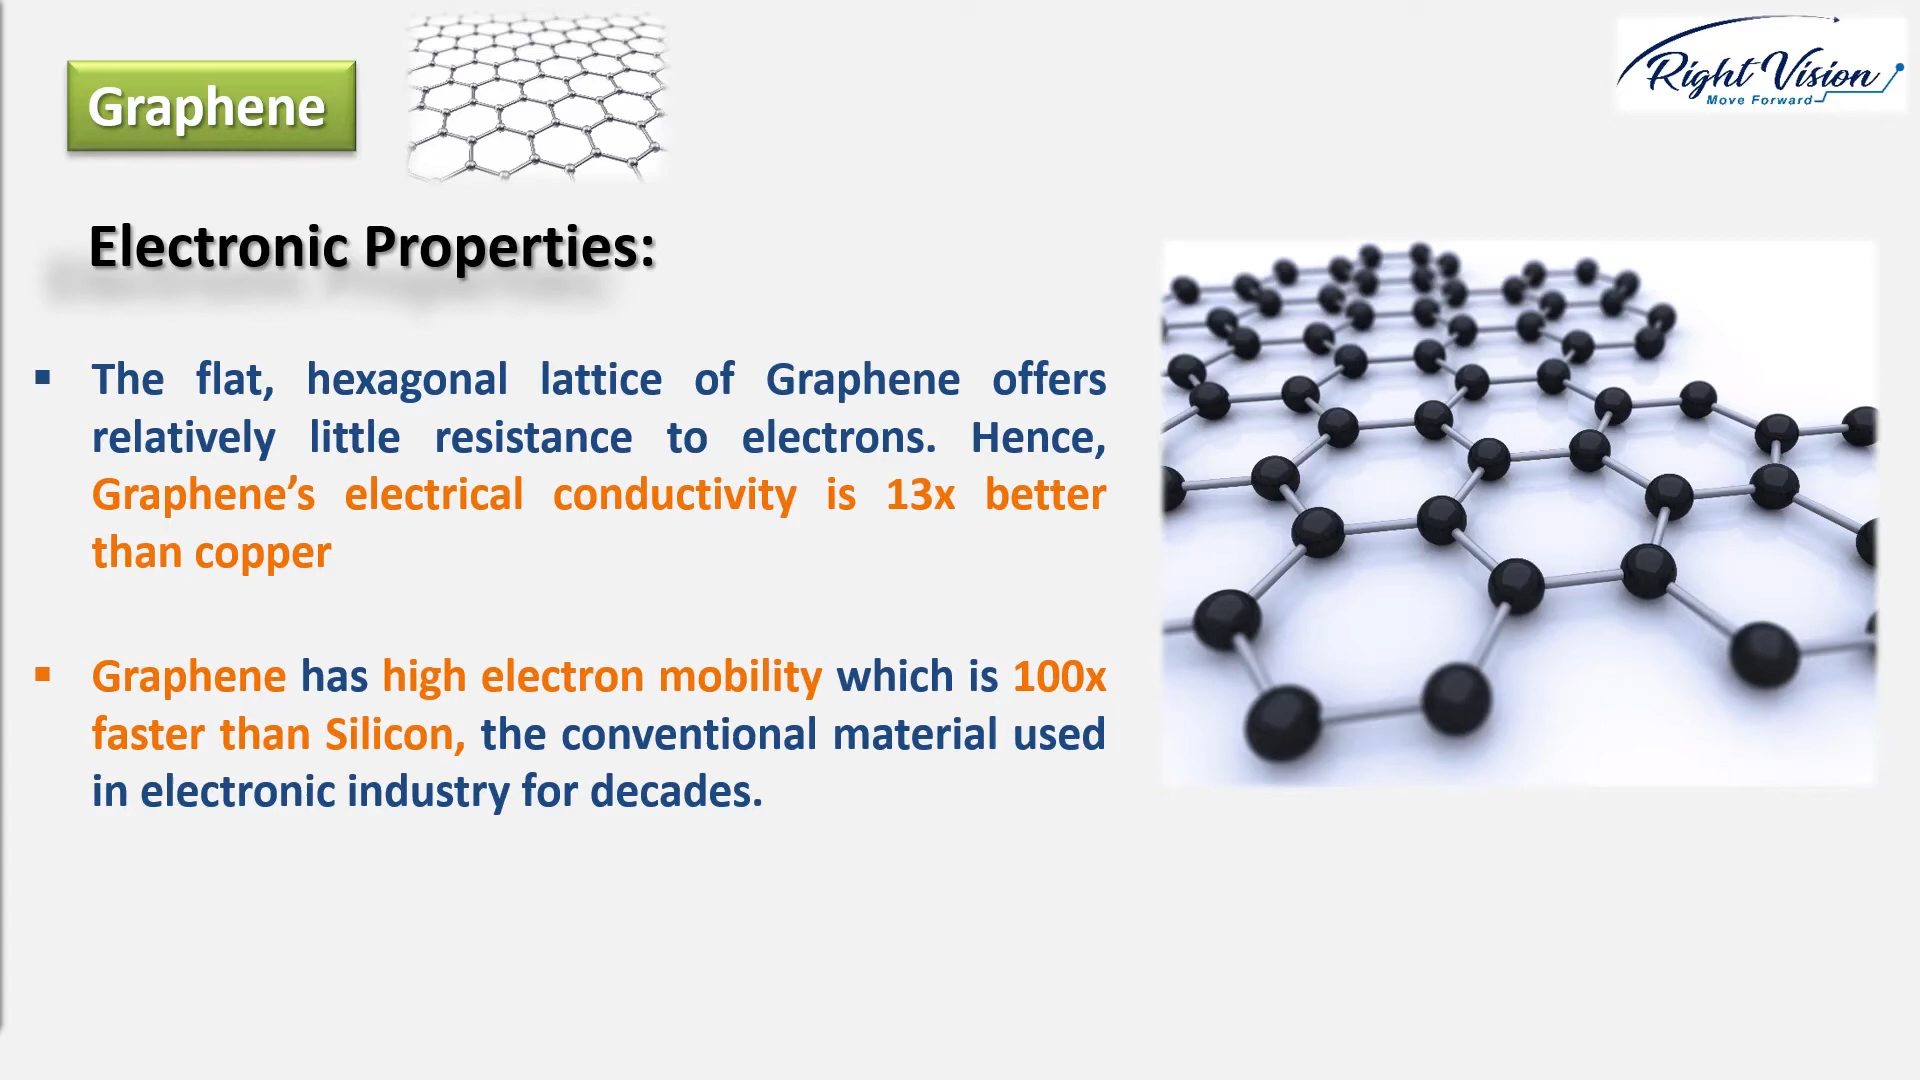 Graphene
Right Vision
Move Forward
Electronic Properties:
▪ The flat, hexagonal lattice of Graphene offers
relatively little resistance to electrons. Hence,
Graphene’s electrical conductivity is 13x better
than copper
▪ Graphene has high electron mobility which is 100x
faster than Silicon, the conventional material used
in electronic industry for decades.